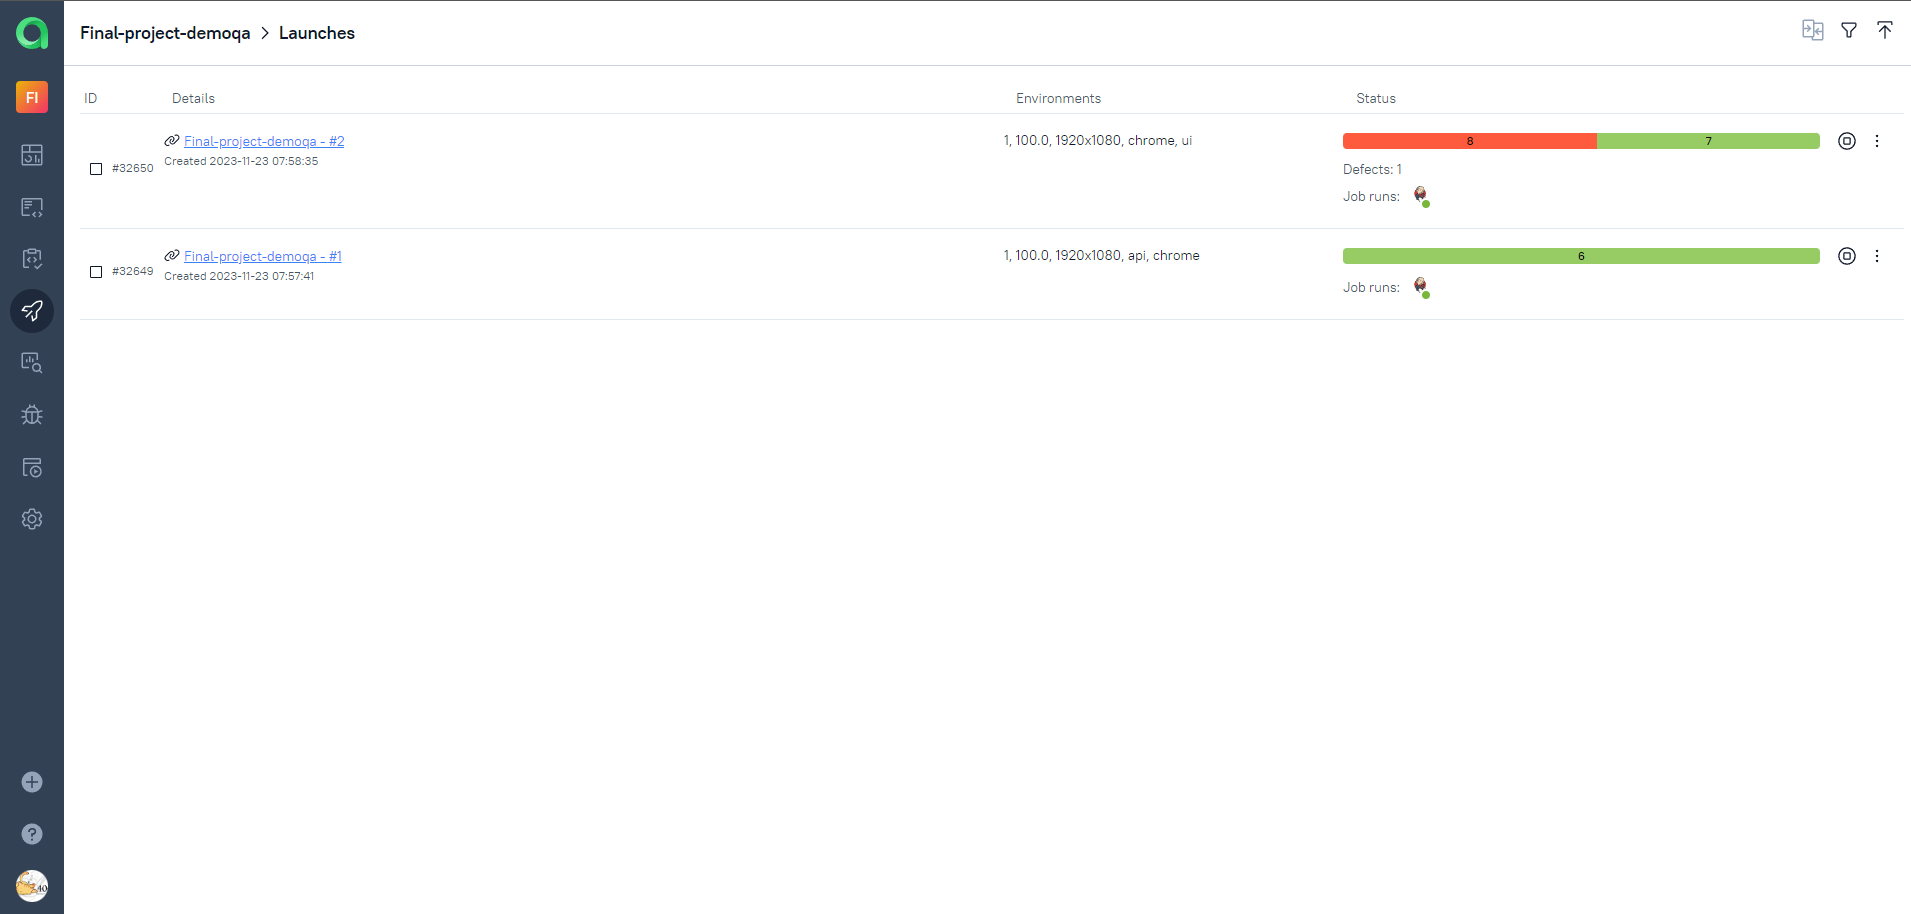 Final-project-demoqa > Launches
FI
ID Details Environments Status
Final-project-demoqa - #2 1, 100.0, 1920x1080, chrome, ui 8 7
Created 2023-11-23 07:58:35
#32650
Defects: 1
Job runs:
Final-project-demoqa - #1 1, 100.0, 1920x1080, api, chrome 6
#32649 Created 2023-11-23 07:57:41
Job runs:
?